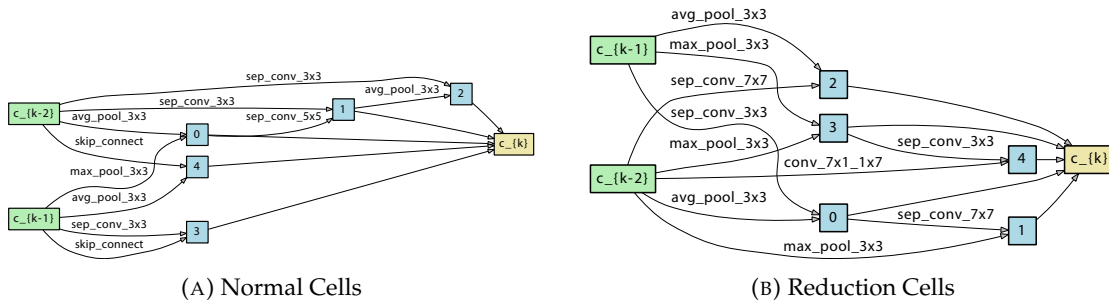 sep_conv_3x3
2
avg_pool_3x3
c_{k-2}
sep_conv_3x3
1
avg_pool_3x3
0
sep_conv_5x5
skip_connect
c_{k}
max_pool_3x3
4
avg_pool_3x3
c_{k-1}
sep_conv_3x3
3
skip_connect
(A) Normal Cells
avg_pool_3x3
c_{k-1}
max_pool_3x3
sep_conv_7x7
2
sep_conv_3x3
3
max_pool_3x3
sep_conv_3x3
c_{k-2}
conv_7x1_1x7
4
c_{k}
avg_pool_3x3
0
sep_conv_7x7
1
max_pool_3x3
(B) Reduction Cells